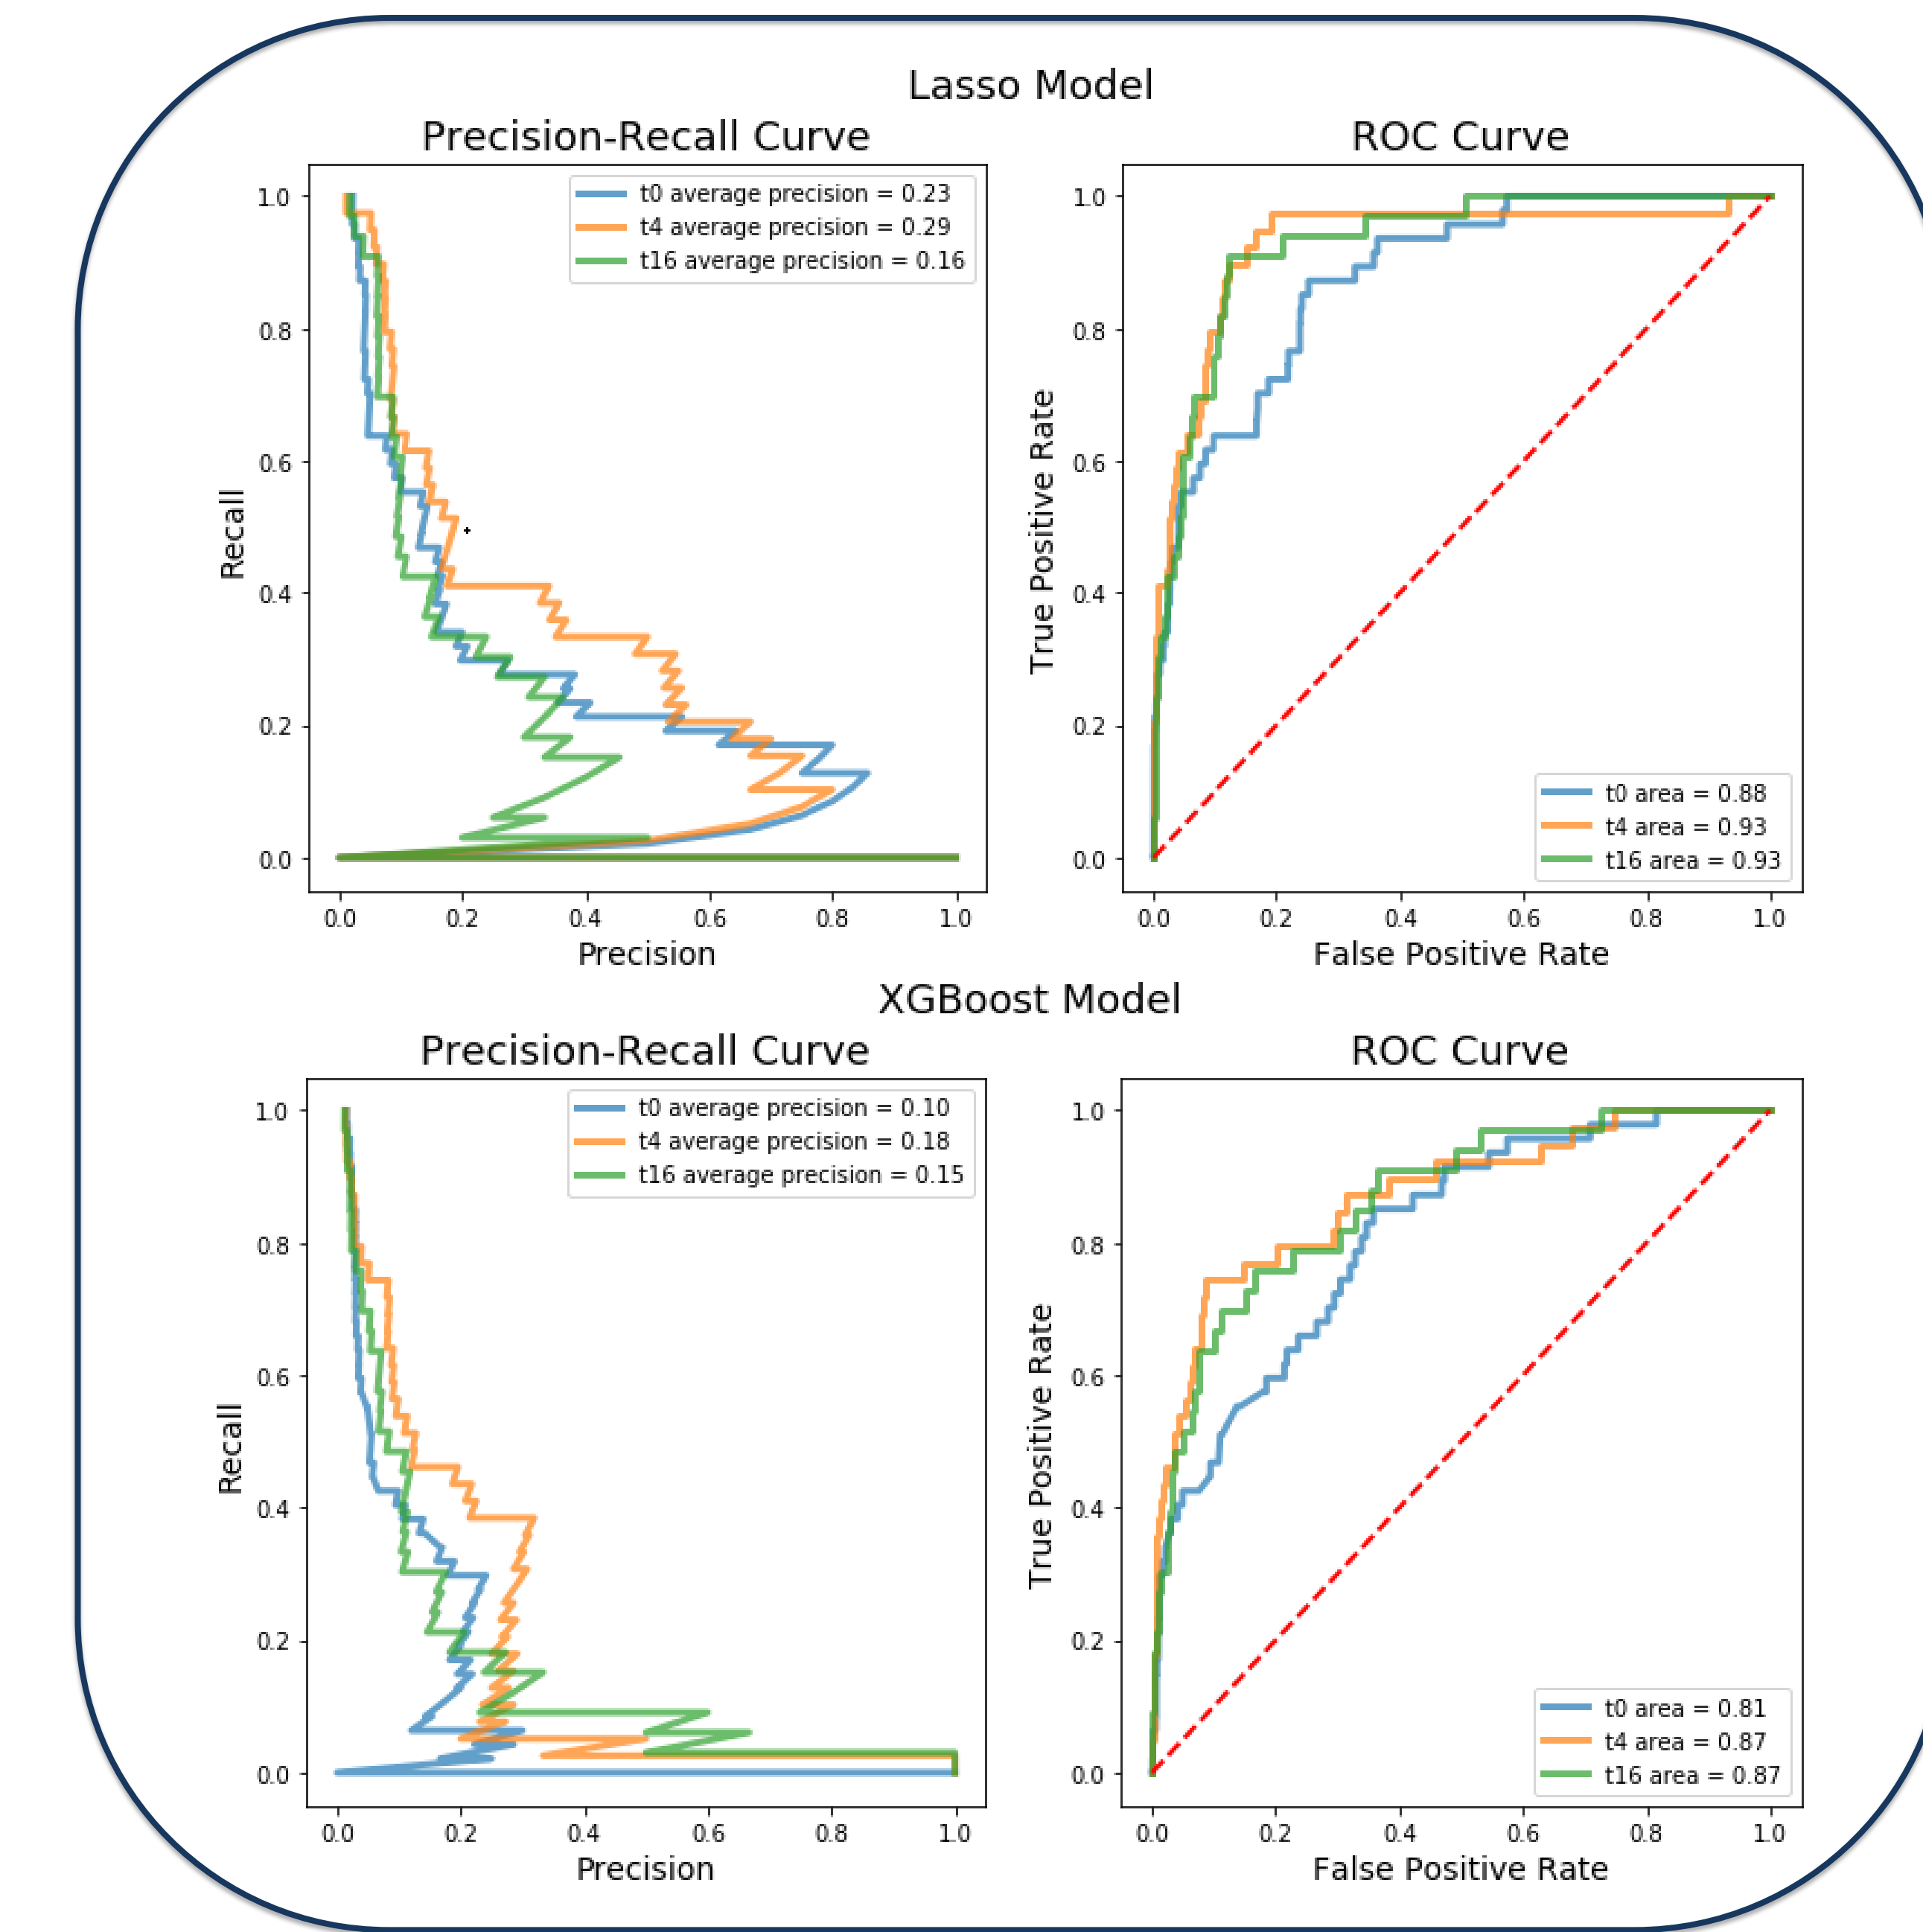 Lasso Model
Precision-Recall Curve
t0 average precision = 0.23
t4 average precision = 0.29
t16 average precision = 0.16
1.0
0.8
0.6
0.4
0.2
0.0
Recall
0.0 0.2 0.4 0.6 0.8 1.0
Precision
ROC Curve
1.0
0.8
0.6
0.4
0.2
0.0
True Positive Rate
t0 area = 0.88
t4 area = 0.93
t16 area = 0.93
0.0 0.2 0.4 0.6 0.8 1.0
False Positive Rate
XGBoost Model
Precision-Recall Curve
t0 average precision = 0.10
t4 average precision = 0.18
t16 average precision = 0.15
1.0
0.8
0.6
0.4
0.2
0.0
Recall
0.0 0.2 0.4 0.6 0.8 1.0
Precision
ROC Curve
1.0
0.8
0.6
0.4
0.2
0.0
True Positive Rate
t0 area = 0.81
t4 area = 0.87
t16 area = 0.87
0.0 0.2 0.4 0.6 0.8 1.0
False Positive Rate